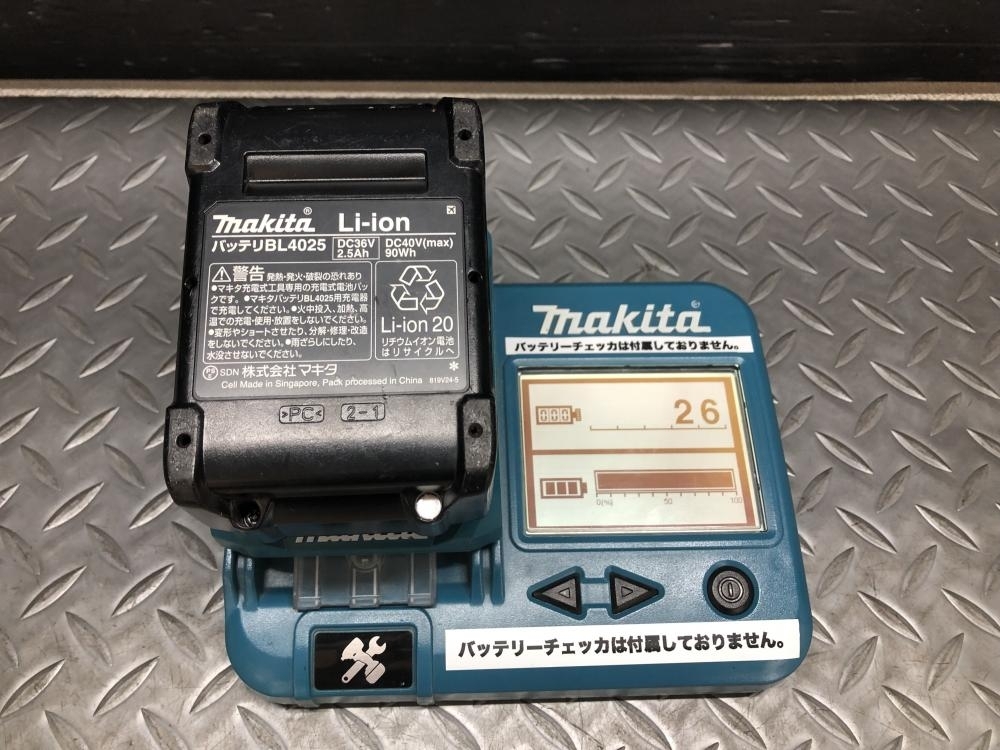 makita® Li-ion
バッテリBL4025 DC36V 2.5Ah DC40V(max) 90Wh
⚠警告 発熱・発火・破裂の恐れあり
●マキタ充電式工具専用の充電式電池パッ
クです。●マキタバッテリBL4025用充電器
で充電してください。●火中投入、加熱、高
温での充電・使用・放置をしないでください。
●変形やショートさせたり、分解・修理・改造
をしないでください。●雨ざらしにしたり、
水没させないでください。
Li-ion 20
リチウムイオン電池
はリサイクルへ
SDN 株式会社 マキタ
Cell Made in Singapore, Pack processed in China 819V24-5
>PC< 2-1
makita
makita®
バッテリーチェッカは付属しておりません。
26
0(%) 50 100
バッテリーチェッカは付属しておりません。